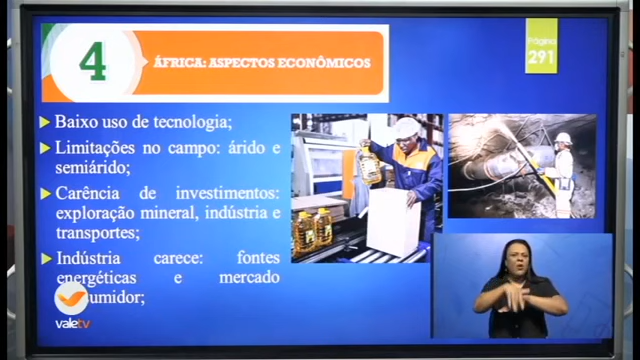 4
ÁFRICA: ASPECTOS ECONÔMICOS
Página
291
Baixo uso de tecnologia;
Limitações no campo: árido e
semiárido;
Carência de investimentos:
exploração mineral, indústria e
transportes;
Indústria carece: fontes
energéticas e mercado
sumidor;
valetv